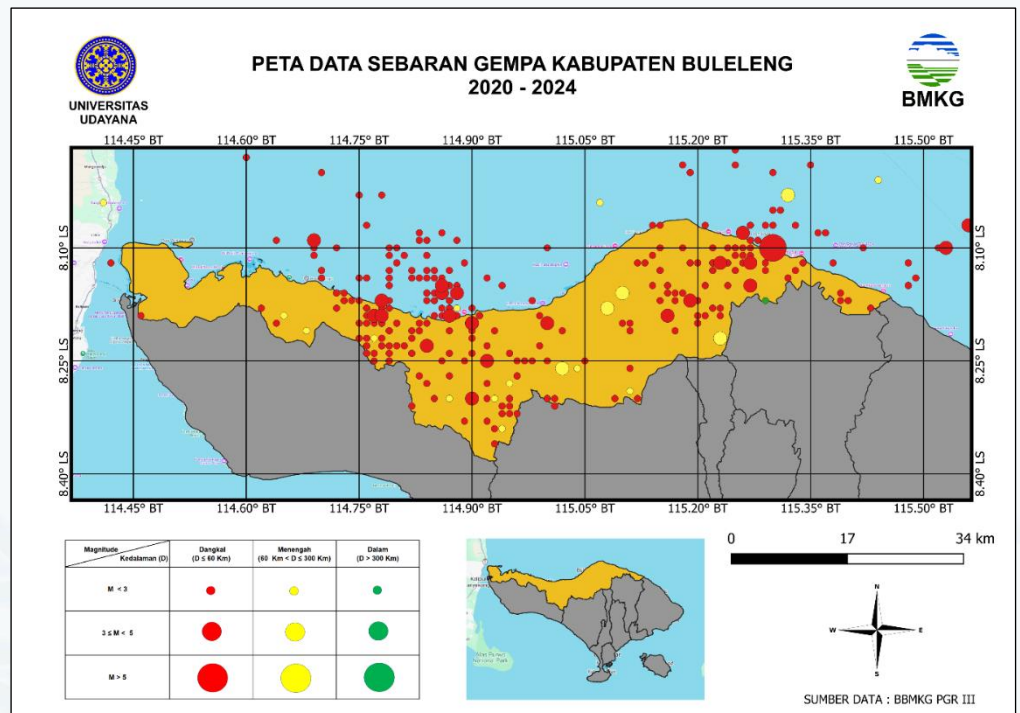 PETA DATA SEBARAN GEMPA KABUPATEN BULELENG
2020 - 2024
UNIVERSITAS
UDAYANA
BMKG
114.45° BT 114.60° BT 114.75° BT 114.90° BT 115.05° BT 115.20° BT 115.35° BT 115.50° BT
8.10° LS 8.10° LS
8.25° LS 8.25° LS
8.40° LS 8.40° LS
114.45° BT 114.60° BT 114.75° BT 114.90° BT 115.05° BT 115.20° BT 115.35° BT 115.50° BT
Magnitude
Kedalaman (D)
Dangkal
(D ≤ 60 Km)
Menengah
(60 Km < D ≤ 300 Km)
Dalam
(D > 300 Km)
M < 3
3 ≤ M < 5
M > 5
0 17 34 km
N
W E
S
SUMBER DATA : BBMKG PGR III